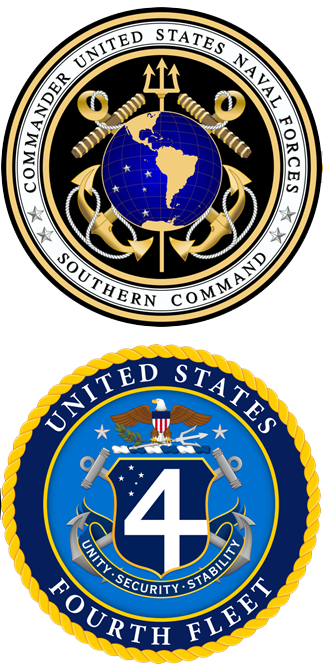 COMMANDER UNITED STATES NAVAL FORCES
SOUTHERN COMMAND
UNITED STATES
4
UNITY · SECURITY · STABILITY
FOURTH FLEET